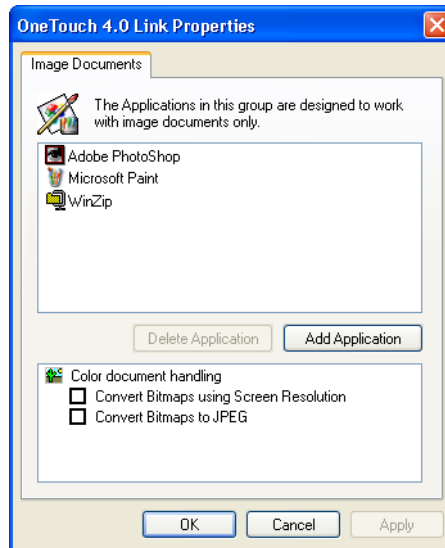 OneTouch 4.0 Link Properties
Image Documents
The Applications in this group are designed to work
with image documents only.
Adobe PhotoShop
Microsoft Paint
WinZip
Delete Application
Add Application
Color document handling
Convert Bitmaps using Screen Resolution
Convert Bitmaps to JPEG
OK
Cancel
Apply